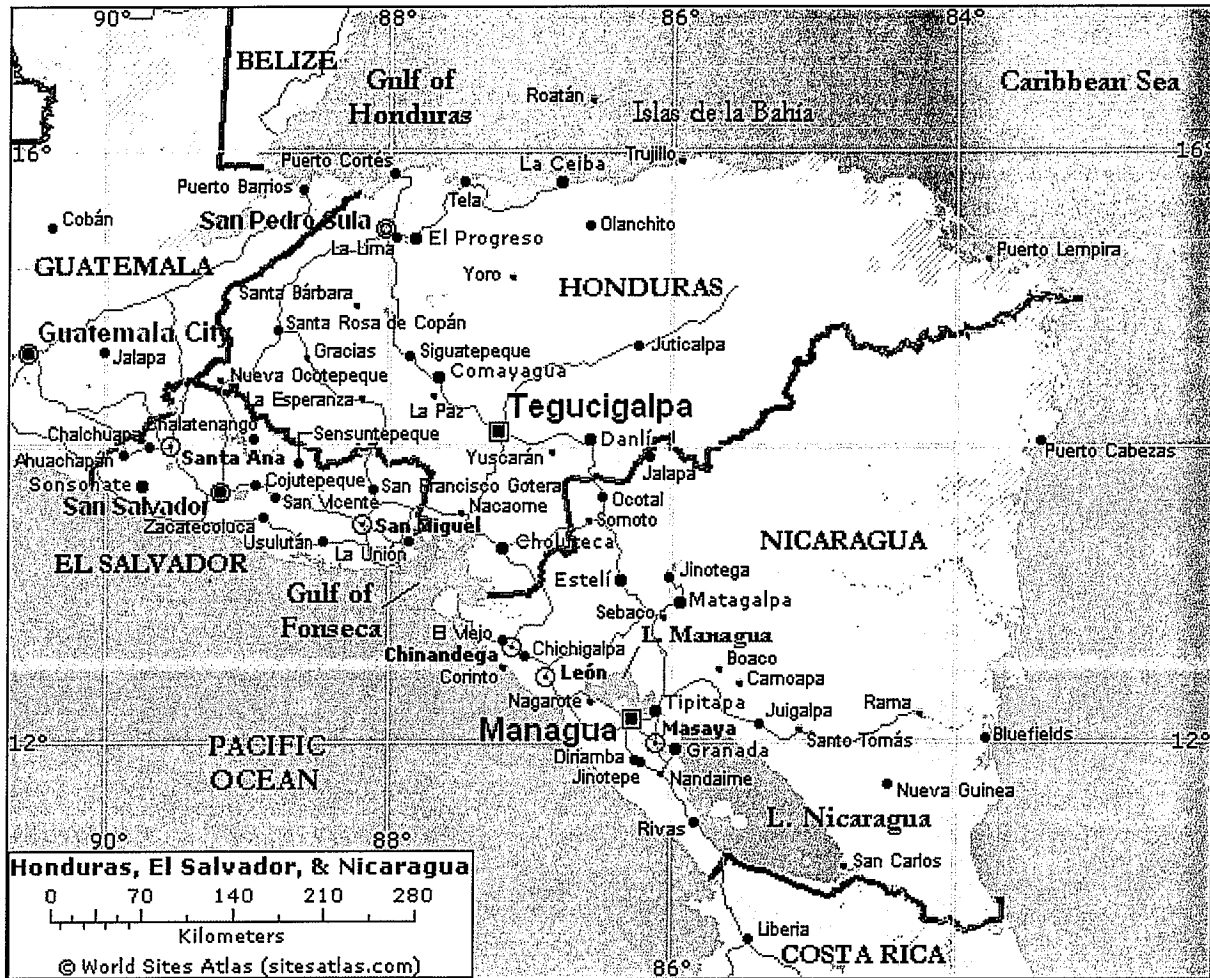 90°
88°
86°
84°
BELIZE
Gulf of
Honduras
Roatán
Islas de la Bahía
Caribbean Sea
16°
16°
Puerto Cortés
La Ceiba
Trujillo
Puerto Barrios
Tela
Cobán
San Pedro Sula
Olanchito
La Lima
El Progreso
GUATEMALA
Yoro
Puerto Lempira
Santa Bárbara
HONDURAS
Guatemala City
Santa Rosa de Copán
Jalapa
Gracias
Siguatepeque
Juticalpa
Nueva Ocotepeque
Comayagua
La Esperanza
La Paz
Tegucigalpa
Chalatenango
Chalchuapa
Sensuntepeque
Danlí
Ahuachapán
Santa Ana
Yuscarán
Jalapa
Puerto Cabezas
Sonsonate
Cojutepeque
San Francisco Gotera
Ocotal
San Salvador
San Vicente
Nacaome
Somoto
Zacatecoluca
San Miguel
Usulután
La Unión
Choluteca
NICARAGUA
EL SALVADOR
Estelí
Jinotega
Gulf of
Fonseca
Matagalpa
Sebaco
El Viejo
L. Managua
Chinandega
Chichigalpa
Boaco
Corinto
León
Camoapa
Nagarote
Tipitapa
Rama
Managua
Masaya
Juigalpa
PACIFIC
OCEAN
12°
Granada
Santo Tomás
12°
Bluefields
Diriamba
Jinotepe
Nandaime
Nueva Guinea
Rivas
L. Nicaragua
90°
88°
San Carlos
Honduras, El Salvador, & Nicaragua
0 70 140 210 280
Kilometers
© World Sites Atlas (sitesatlas.com)
Liberia
COSTA RICA
86°